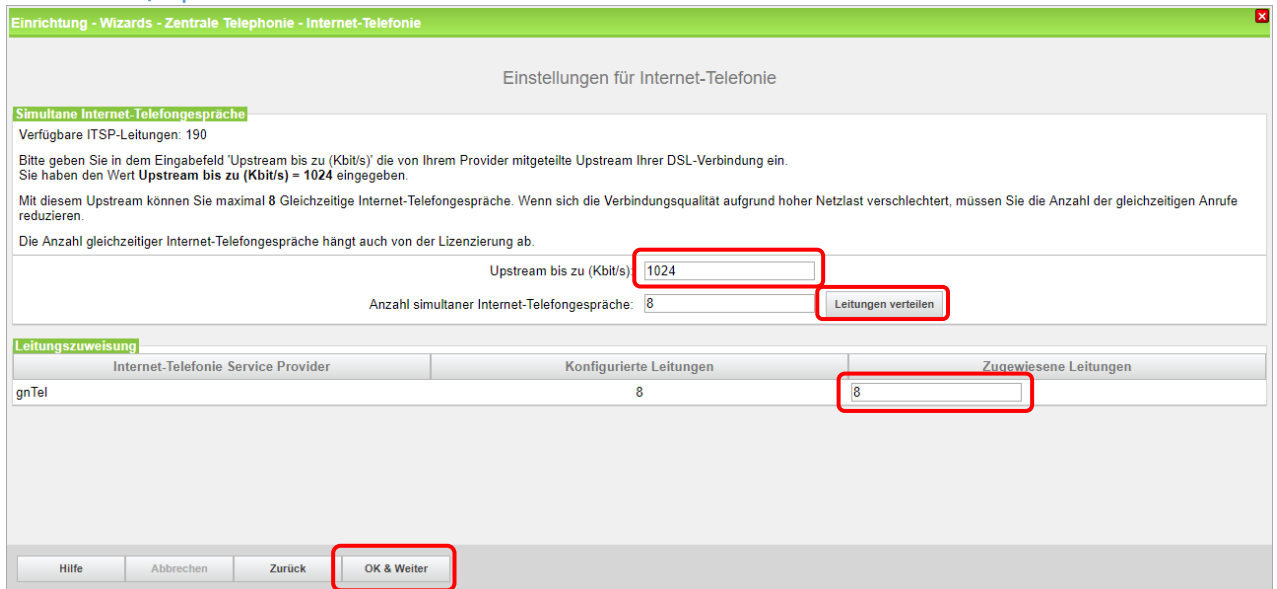 Einrichtung - Wizards - Zentrale Telephonie - Internet-Telefonie
Einstellungen für Internet-Telefonie
Simultane Internet-Telefongespräche
Verfügbare ITSP-Leitungen: 190
Bitte geben Sie in dem Eingabefeld 'Upstream bis zu (Kbit/s)' die von Ihrem Provider mitgeteilte Upstream Ihrer DSL-Verbindung ein.
Sie haben den Wert Upstream bis zu (Kbit/s) = 1024 eingegeben.
Mit diesem Upstream können Sie maximal 8 Gleichzeitige Internet-Telefongespräche. Wenn sich die Verbindungsqualität aufgrund hoher Netzlast verschlechtert, müssen Sie die Anzahl der gleichzeitigen Anrufe
reduzieren.
Die Anzahl gleichzeitiger Internet-Telefongespräche hängt auch von der Lizenzierung ab.
Upstream bis zu (Kbit/s): 1024
Anzahl simultaner Internet-Telefongespräche: 8 Leitungen verteilen
Leitungszuweisung
Internet-Telefonie Service Provider Konfigurierte Leitungen Zugewiesene Leitungen
gnTel 8 8
Hilfe Abbrechen Zurück OK & Weiter